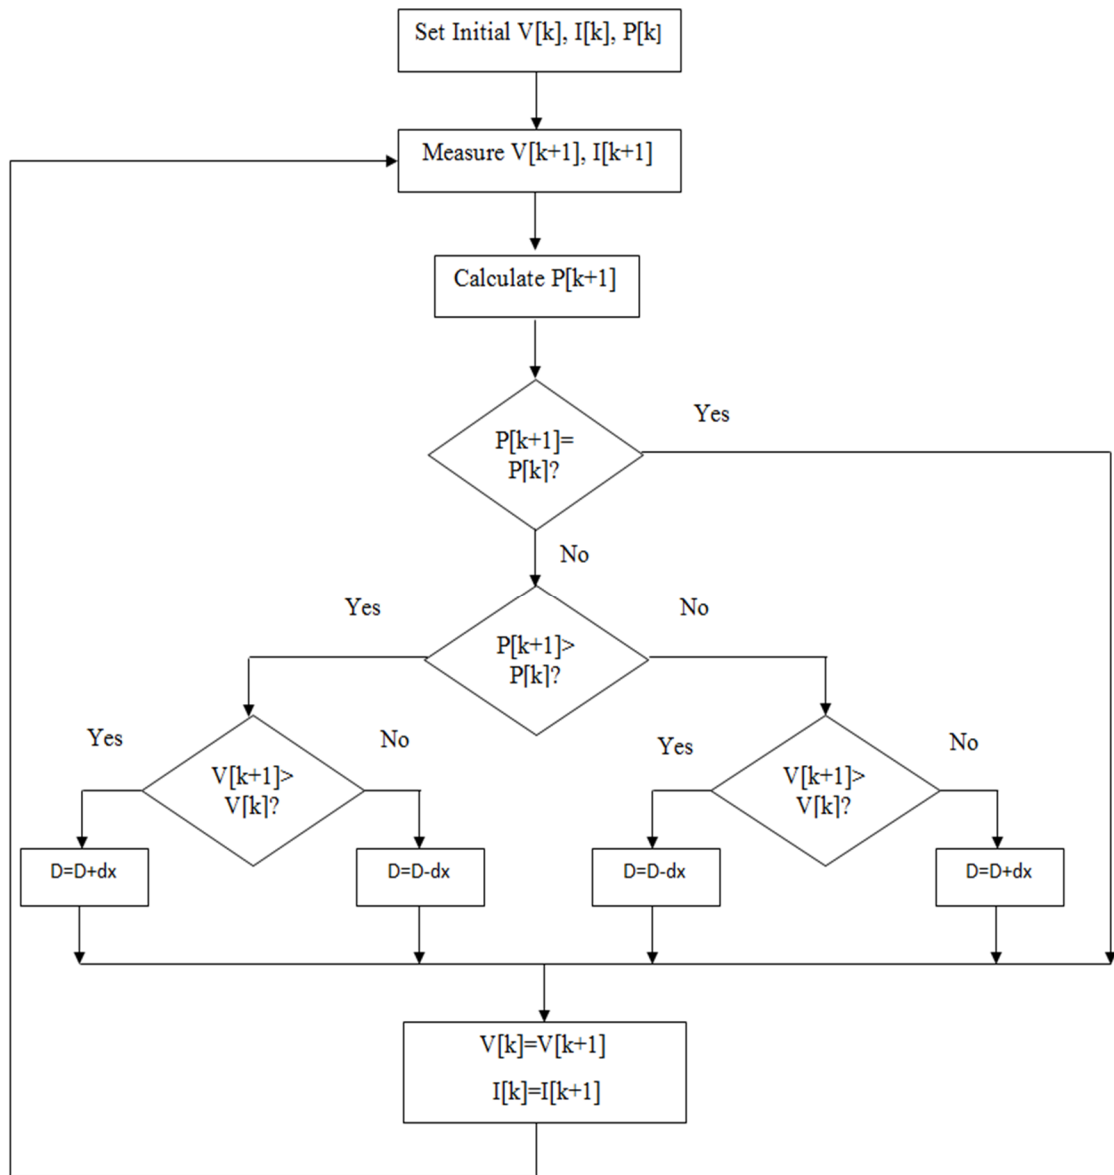 Set Initial V[k], I[k], P[k]
Measure V[k+1], I[k+1]
Calculate P[k+1]
Yes
P[k+1]=
P[k]?
No
Yes
No
P[k+1]>
P[k]?
Yes
No
V[k+1]>
V[k]?
Yes
No
V[k+1]>
V[k]?
D=D+dx
D=D-dx
D=D-dx
D=D+dx
V[k]=V[k+1]
I[k]=I[k+1]